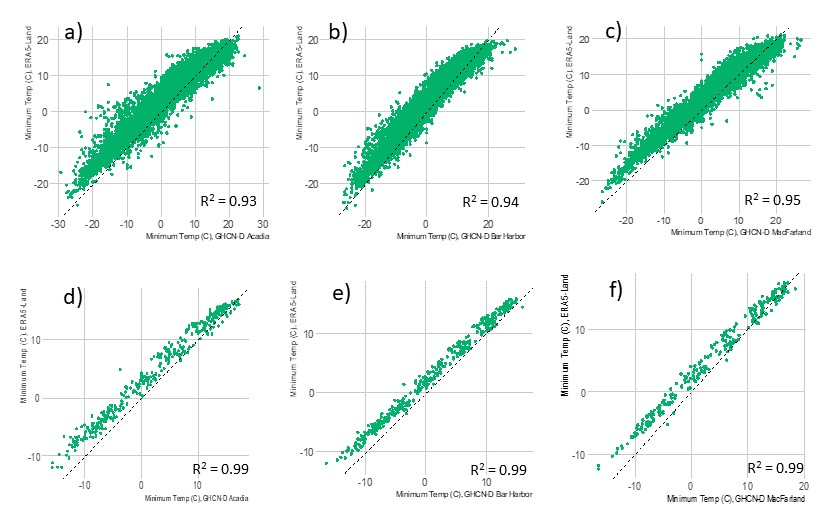 a)
Minimum Temp (C), ERA5-Land
20
10
0
-10
-20
-30
-20
-10
0
10
20
30
R² = 0.93
Minimum Temp (C), GHCN-D Acadia
b)
Minimum Temp (C), ERA5-Land
20
10
0
-10
-20
-20
0
20
R² = 0.94
Minimum Temp (C), GHCN-D Bar Harbor
c)
Minimum Temp (C), ERA5-Land
20
10
0
-10
-20
-20
-10
0
10
20
R² = 0.95
Minimum Temp (C), GHCN-D MacFarland
d)
Minimum Temp (C), ERA5-Land
10
0
-10
-10
0
10
R² = 0.99
Minimum Temp (C), GHCN-D Acadia
e)
Minimum Temp (C), ERA5-Land
10
0
-10
-10
0
10
R² = 0.99
Minimum Temp (C), GHCN-D Bar Harbor
f)
Minimum Temp (C), ERA5-Land
10
0
-10
-10
0
10
20
R² = 0.99
Minimum Temp (C), GHCN-D MacFarland